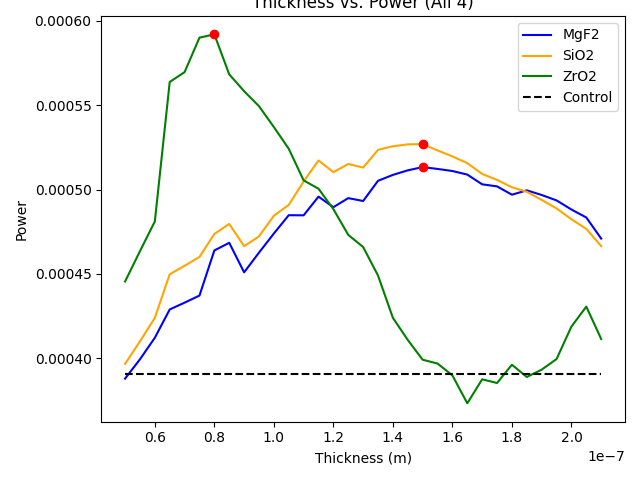 Thickness vs. Power (All 4)
0.00060
0.00055
0.00050
0.00045
0.00040
Power
MgF2
SiO2
ZrO2
Control
0.6 0.8 1.0 1.2 1.4 1.6 1.8 2.0
1e−7
Thickness (m)